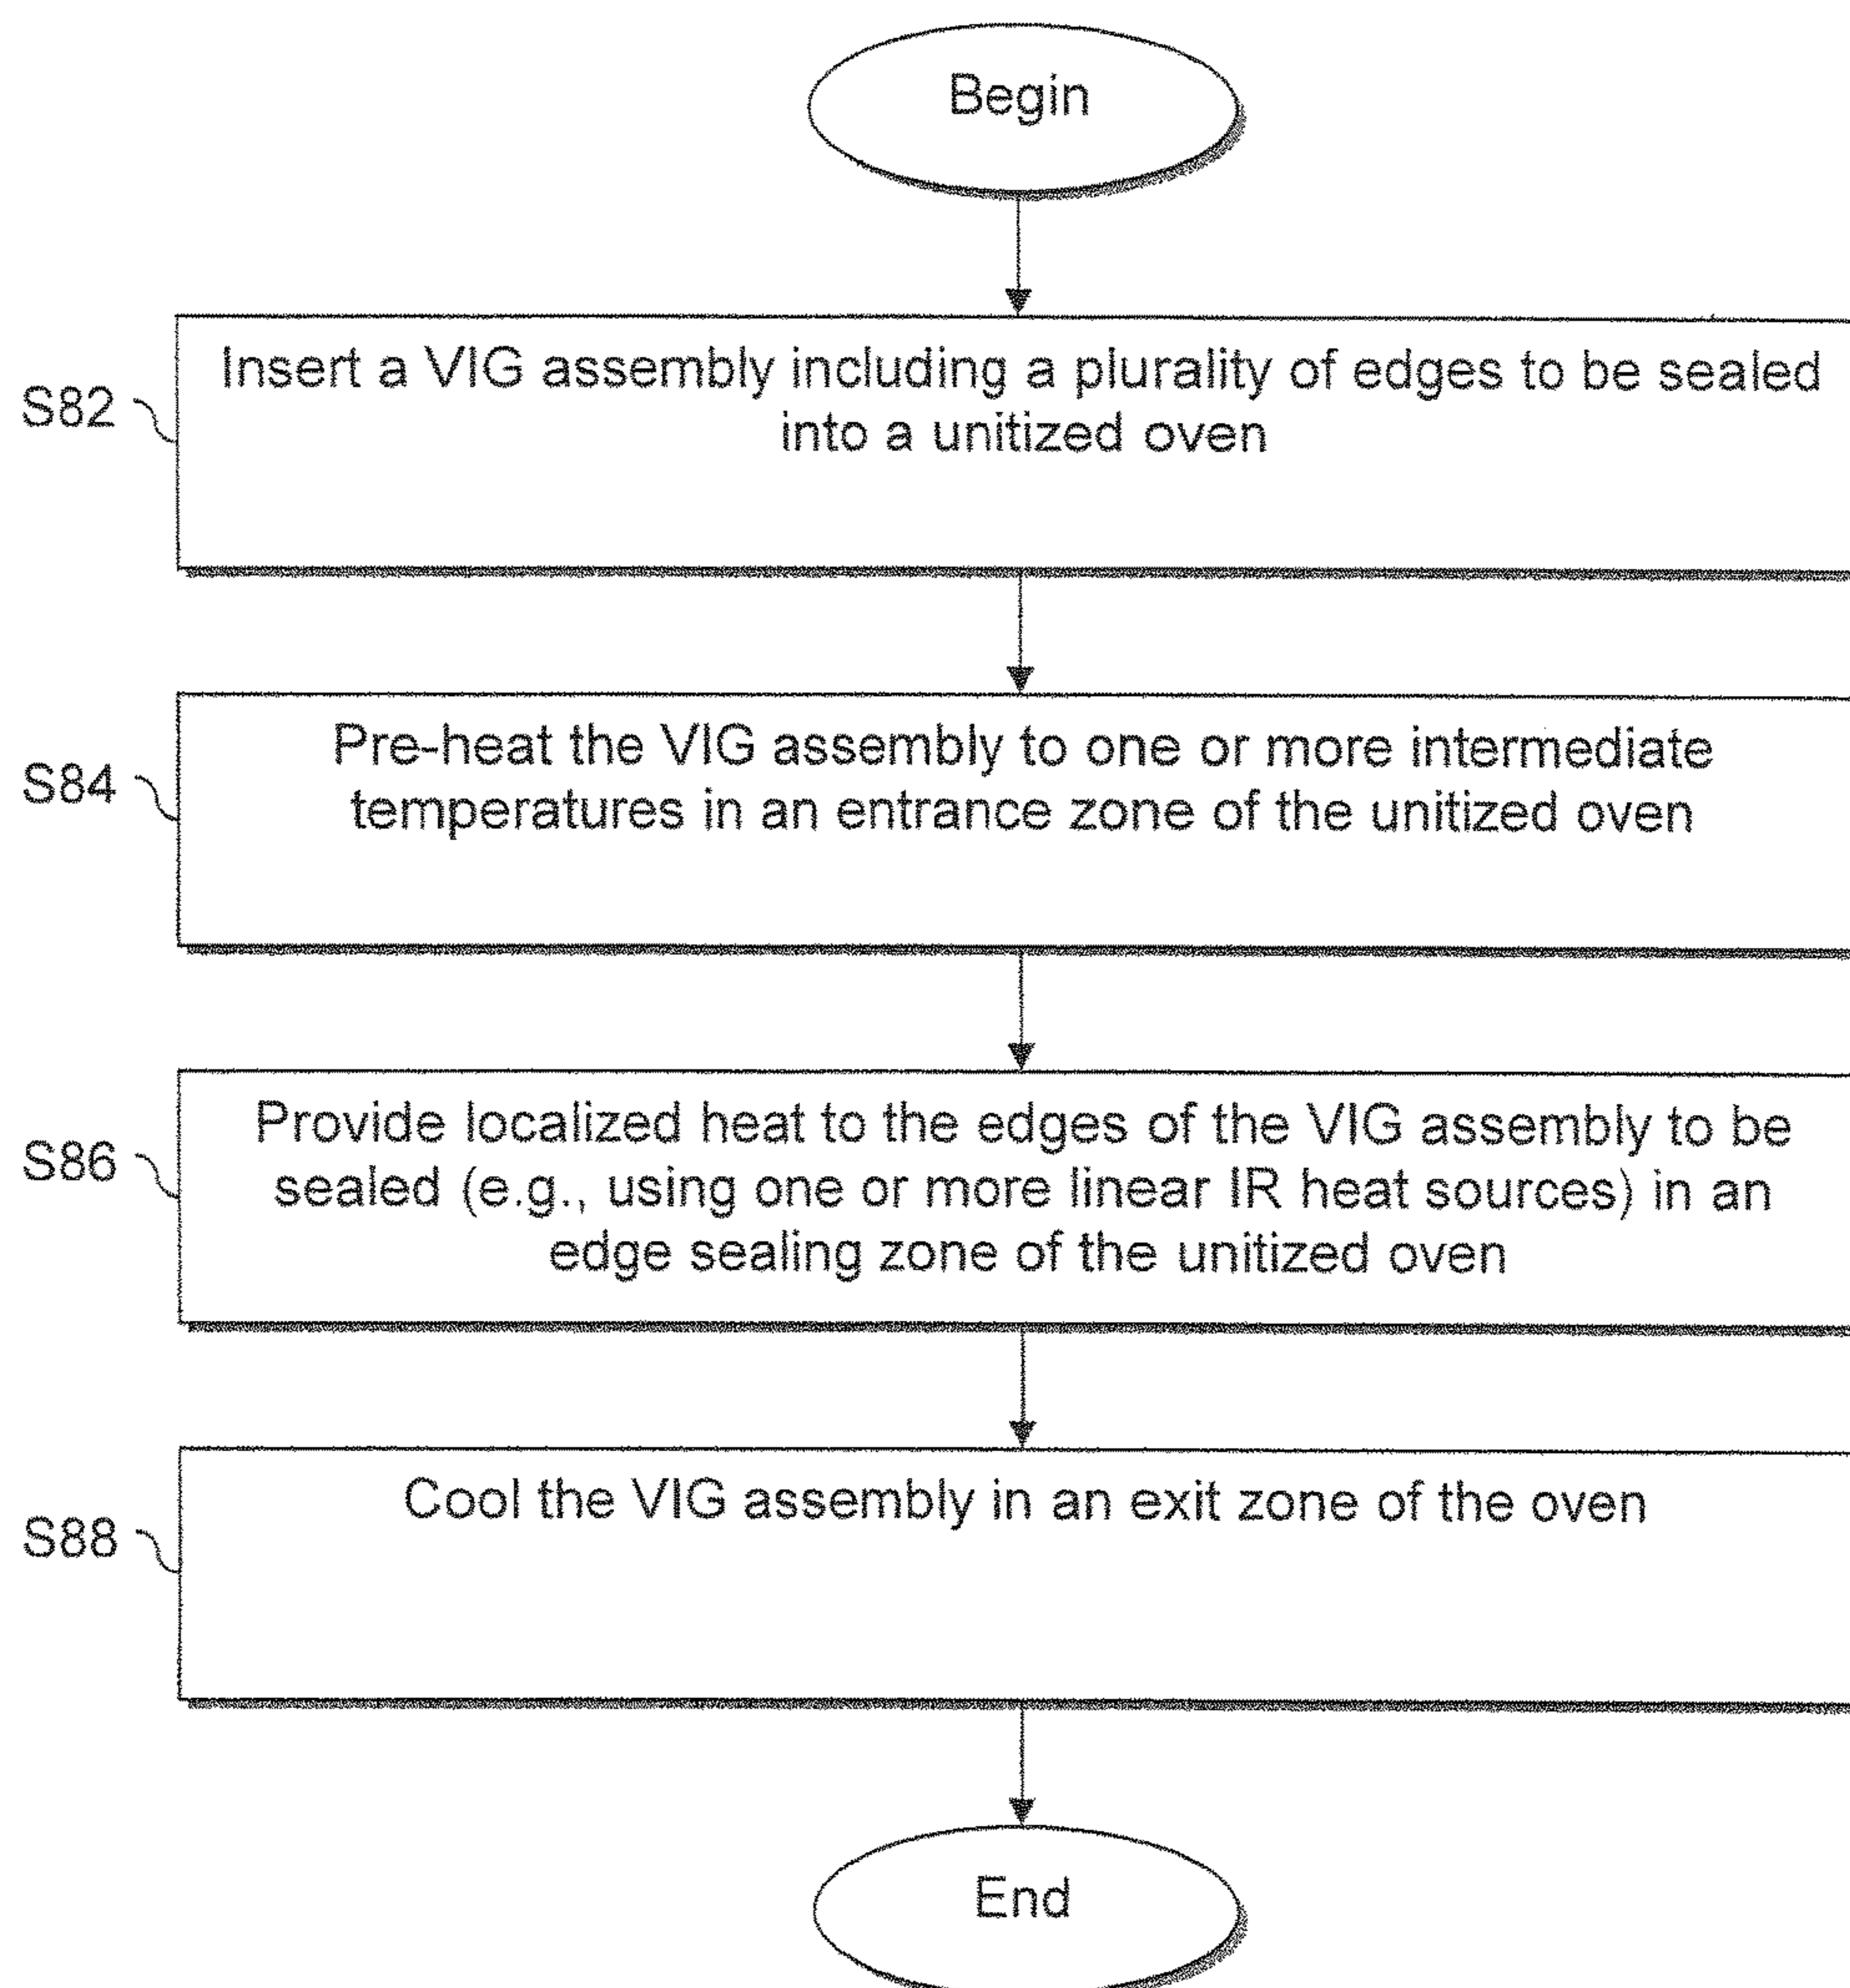 Begin
S82
Insert a VIG assembly including a plurality of edges to be sealed
into a unitized oven
S84
Pre-heat the VIG assembly to one or more intermediate
temperatures in an entrance zone of the unitized oven
S86
Provide localized heat to the edges of the VIG assembly to be
sealed (e.g., using one or more linear IR heat sources) in an
edge sealing zone of the unitized oven
S88
Cool the VIG assembly in an exit zone of the oven
End